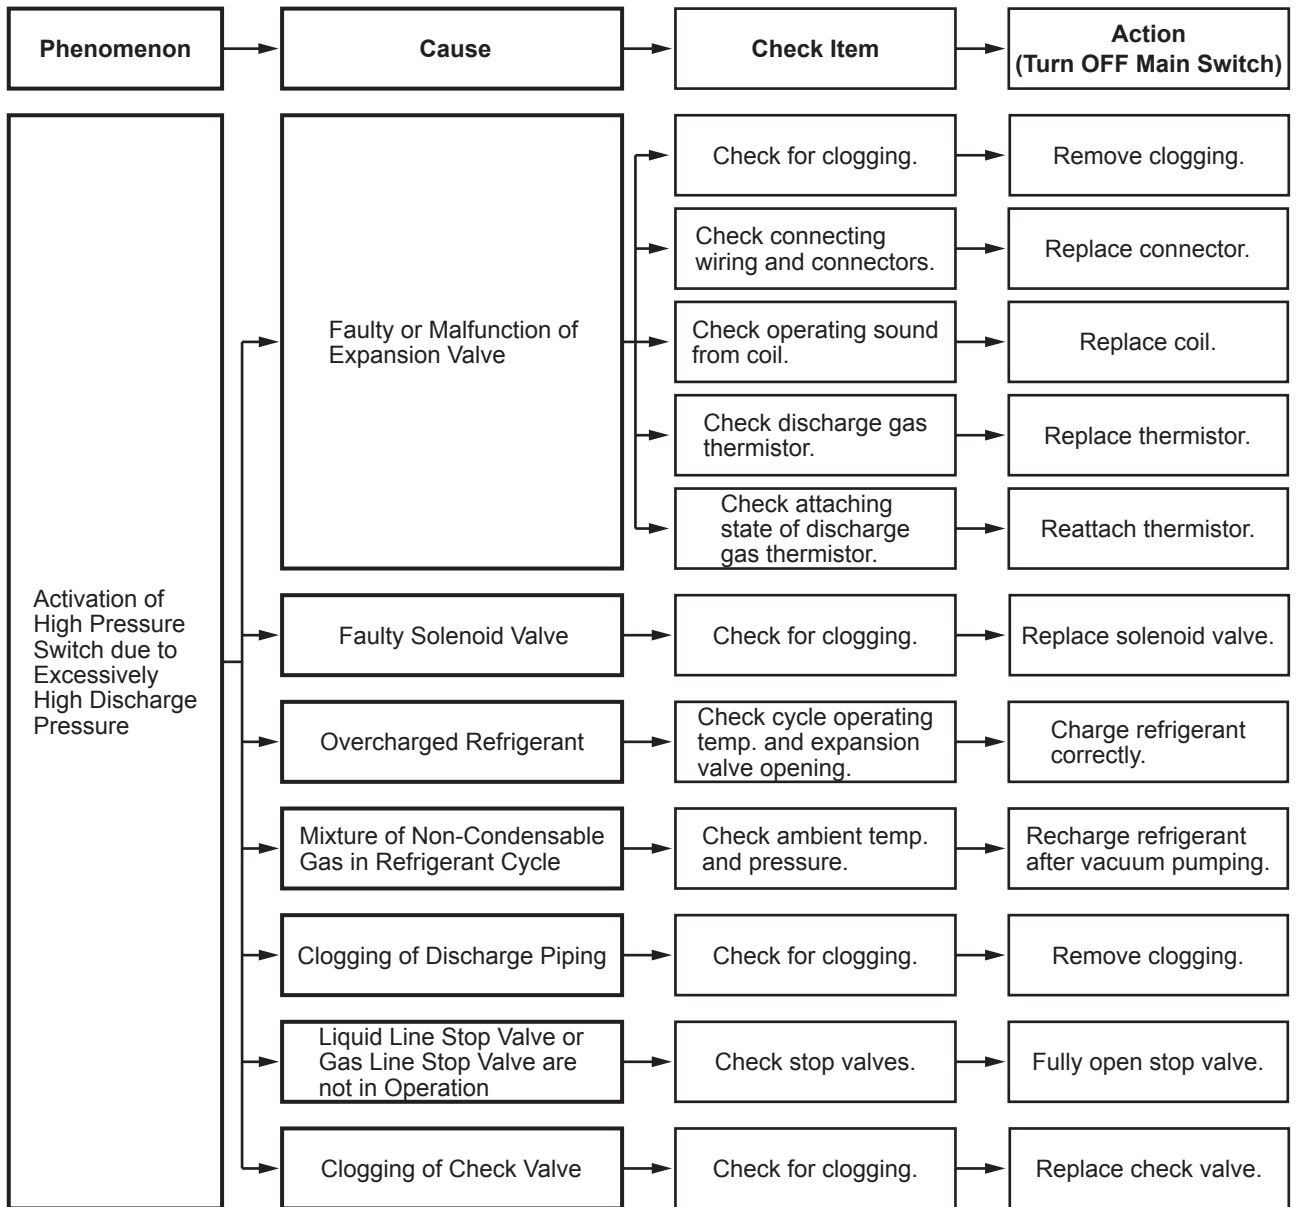 Phenomenon
Cause
Check Item
Action
(Turn OFF Main Switch)
Activation of
High Pressure
Switch due to
Excessively
High Discharge
Pressure
Faulty or Malfunction of
Expansion Valve
Check for clogging.
Remove clogging.
Check connecting
wiring and connectors.
Replace connector.
Check operating sound
from coil.
Replace coil.
Check discharge gas
thermistor.
Replace thermistor.
Check attaching
state of discharge
gas thermistor.
Reattach thermistor.
Faulty Solenoid Valve
Check for clogging.
Replace solenoid valve.
Overcharged Refrigerant
Check cycle operating
temp. and expansion
valve opening.
Charge refrigerant
correctly.
Mixture of Non-Condensable
Gas in Refrigerant Cycle
Check ambient temp.
and pressure.
Recharge refrigerant
after vacuum pumping.
Clogging of Discharge Piping
Check for clogging.
Remove clogging.
Liquid Line Stop Valve or
Gas Line Stop Valve are
not in Operation
Check stop valves.
Fully open stop valve.
Clogging of Check Valve
Check for clogging.
Replace check valve.